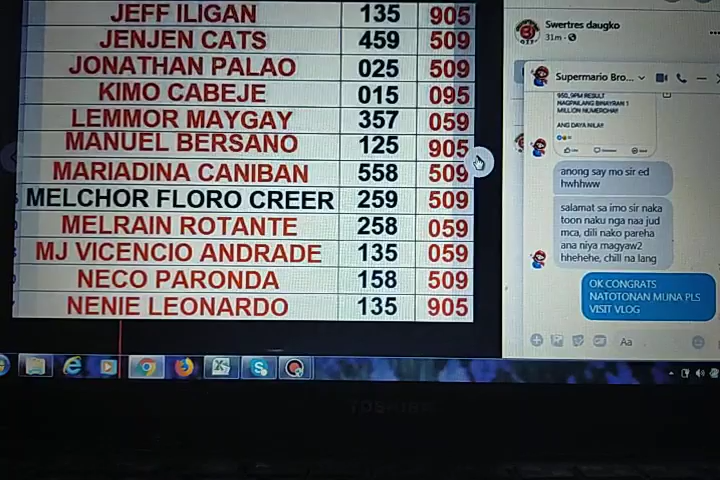 JEFF ILIGAN 135 905
JENJEN CATS 459 509
JONATHAN PALAO 025 509
KIMO CABEJE 015 095
LEMMOR MAYGAY 357 059
MANUEL BERSANO 125 905
MARIADINA CANIBAN 558 509
MELCHOR FLORO CREER 259 509
MELRAIN ROTANTE 258 059
MJ VICENCIO ANDRADE 135 059
NECO PARONDA 158 509
NENIE LEONARDO 135 905
Swertres daugko
31m
Supermario Bro...
950_9PM RESULT
NAGPAILANG BINAYRAN 1
MILLION NUMEROHA!!
ANG DAYA NILA!!
anong say mo sir ed
hwhhww
salamat sa imo sir naka
toon naku nga naa jud
mca, dili nako pareha
ana niya magyaw2
hhehehe, chill na lang
OK CONGRATS
NATOTONAN MUNA PLS
VISIT VLOG
Aa
TOSHIBA